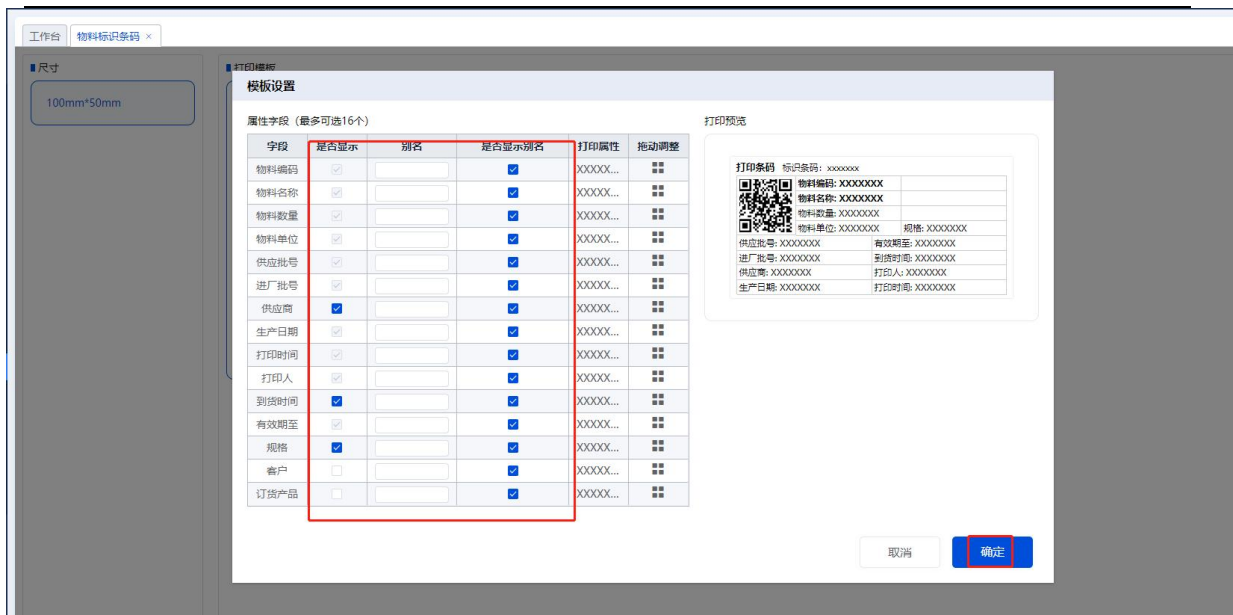 工作台 物料标识条码 ×
尺寸
100mm*50mm
打印模板
模板设置
属性字段（最多可选16个）
字段 是否显示 别名 是否显示别名 打印属性 拖动调整
物料编码 XXXXX...
物料名称 XXXXX...
物料数量 XXXXX...
物料单位 XXXXX...
供应批号 XXXXX...
进厂批号 XXXXX...
供应商 XXXXX...
生产日期 XXXXX...
打印时间 XXXXX...
打印人 XXXXX...
到货时间 XXXXX...
有效期至 XXXXX...
规格 XXXXX...
客户 XXXXX...
订货产品 XXXXX...
打印预览
打印条码 标识条码：xxxxxxx
物料编码: XXXXXXX
物料名称: XXXXXXX
物料数量: XXXXXXX
物料单位: XXXXXXX 规格: XXXXXXX
供应批号: XXXXXXX 有效期至: XXXXXXX
进厂批号: XXXXXXX 到货时间: XXXXXXX
供应商: XXXXXXX 打印人: XXXXXXX
生产日期: XXXXXXX 打印时间: XXXXXXX
取消 确定